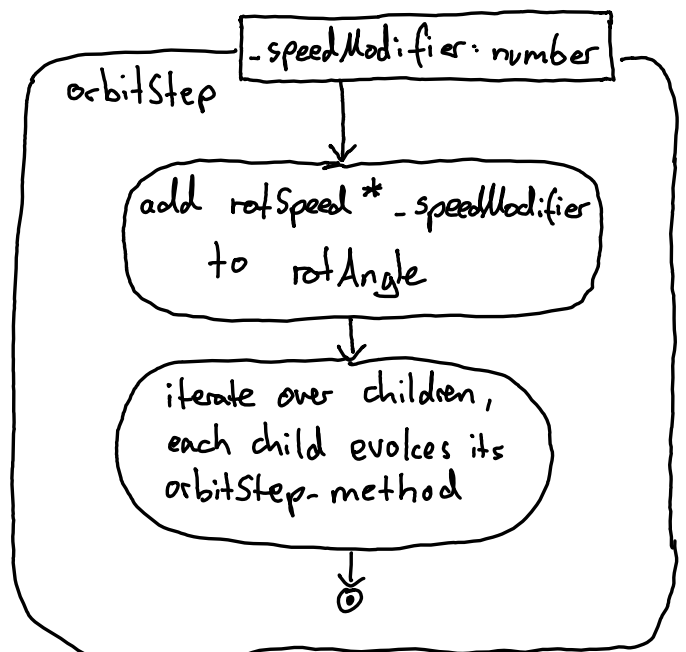 _speedModifier: number
orbitStep
add rotSpeed * _speedModifier
to rotAngle
iterate over children,
each child evokes its
orbitStep-method